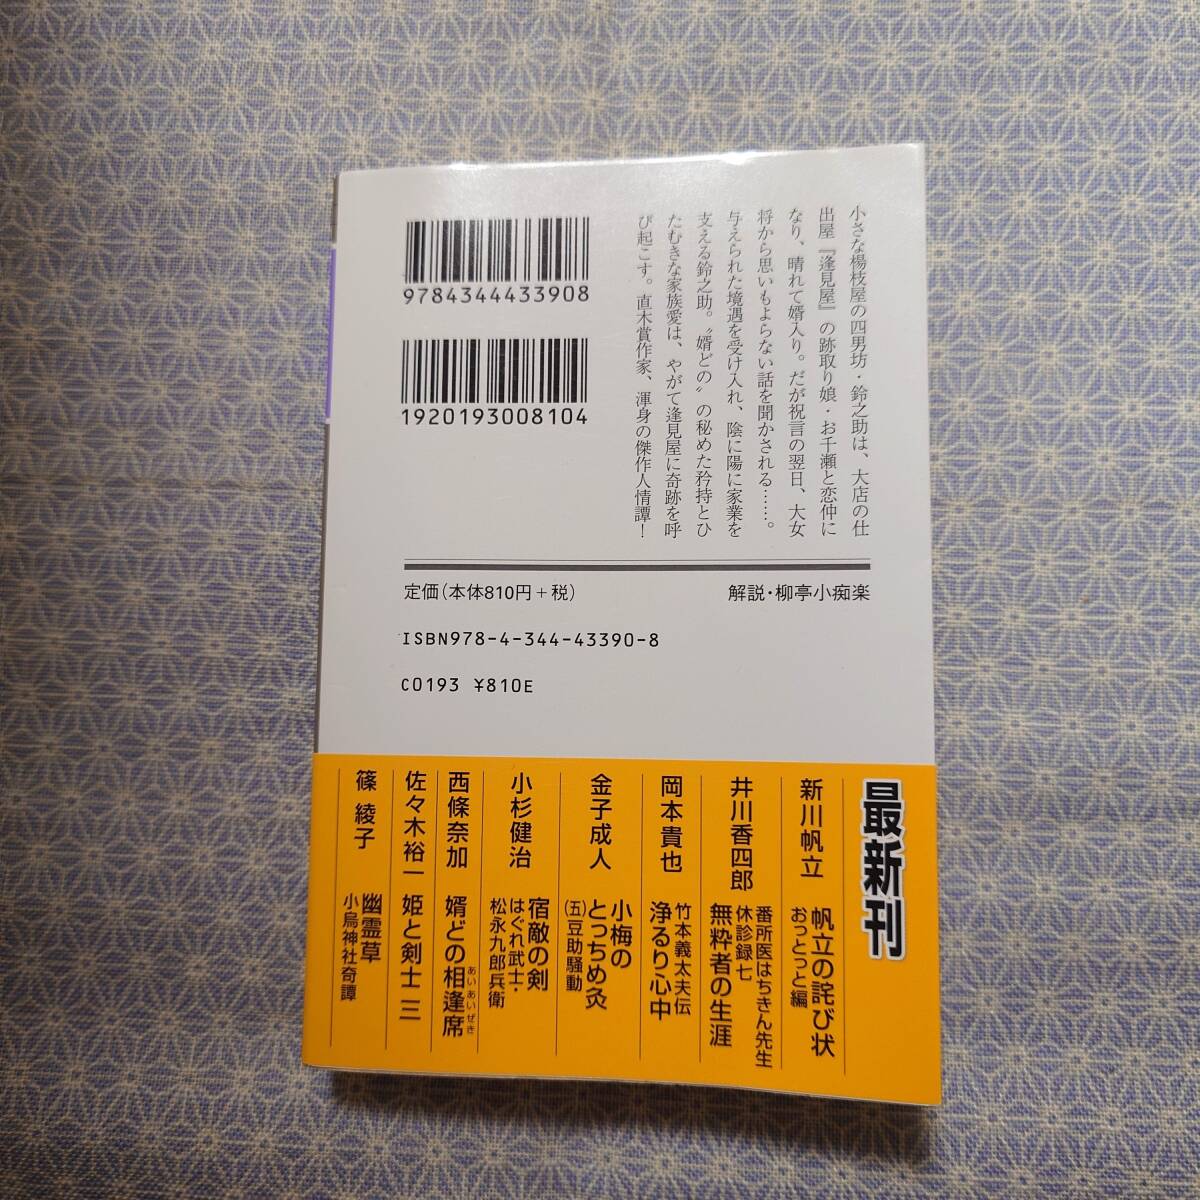 小さな楊枝屋の四男坊・鈴之助は、大店の仕
出屋『逢見屋』の跡取り娘・お千瀬と恋仲に
なり、晴れて婿入り。だが祝言の翌日、大女
将から思いもよらない話を聞かされる……。
与えられた境遇を受け入れ、陰に陽に家業を
支える鈴之助。〝婿どの〟の秘めた矜持とひ
たむきな家族愛は、やがて逢見屋に奇跡を呼
び起こす。直木賞作家、渾身の傑作人情譚！
9784344433908
1920193008104
定価(本体810円+税)
解説・柳亭小痴楽
ISBN978-4-344-43390-8
C0193 ¥810E
最新刊
新川帆立
帆立の詫び状
おっとっと編
井川香四郎
番所医はちきん先生
休診録七
無粋者の生涯
岡本貴也
竹本義太夫伝
浄るり心中
金子成人
小梅の
とっちめ灸
(五)豆助騒動
小杉健治
宿敵の剣
はぐれ武士・
松永九郎兵衛
西條奈加
婿どの相逢席
あいあいぜき
佐々木裕一
姫と剣士 三
篠綾子
幽霊草
小烏神社奇譚